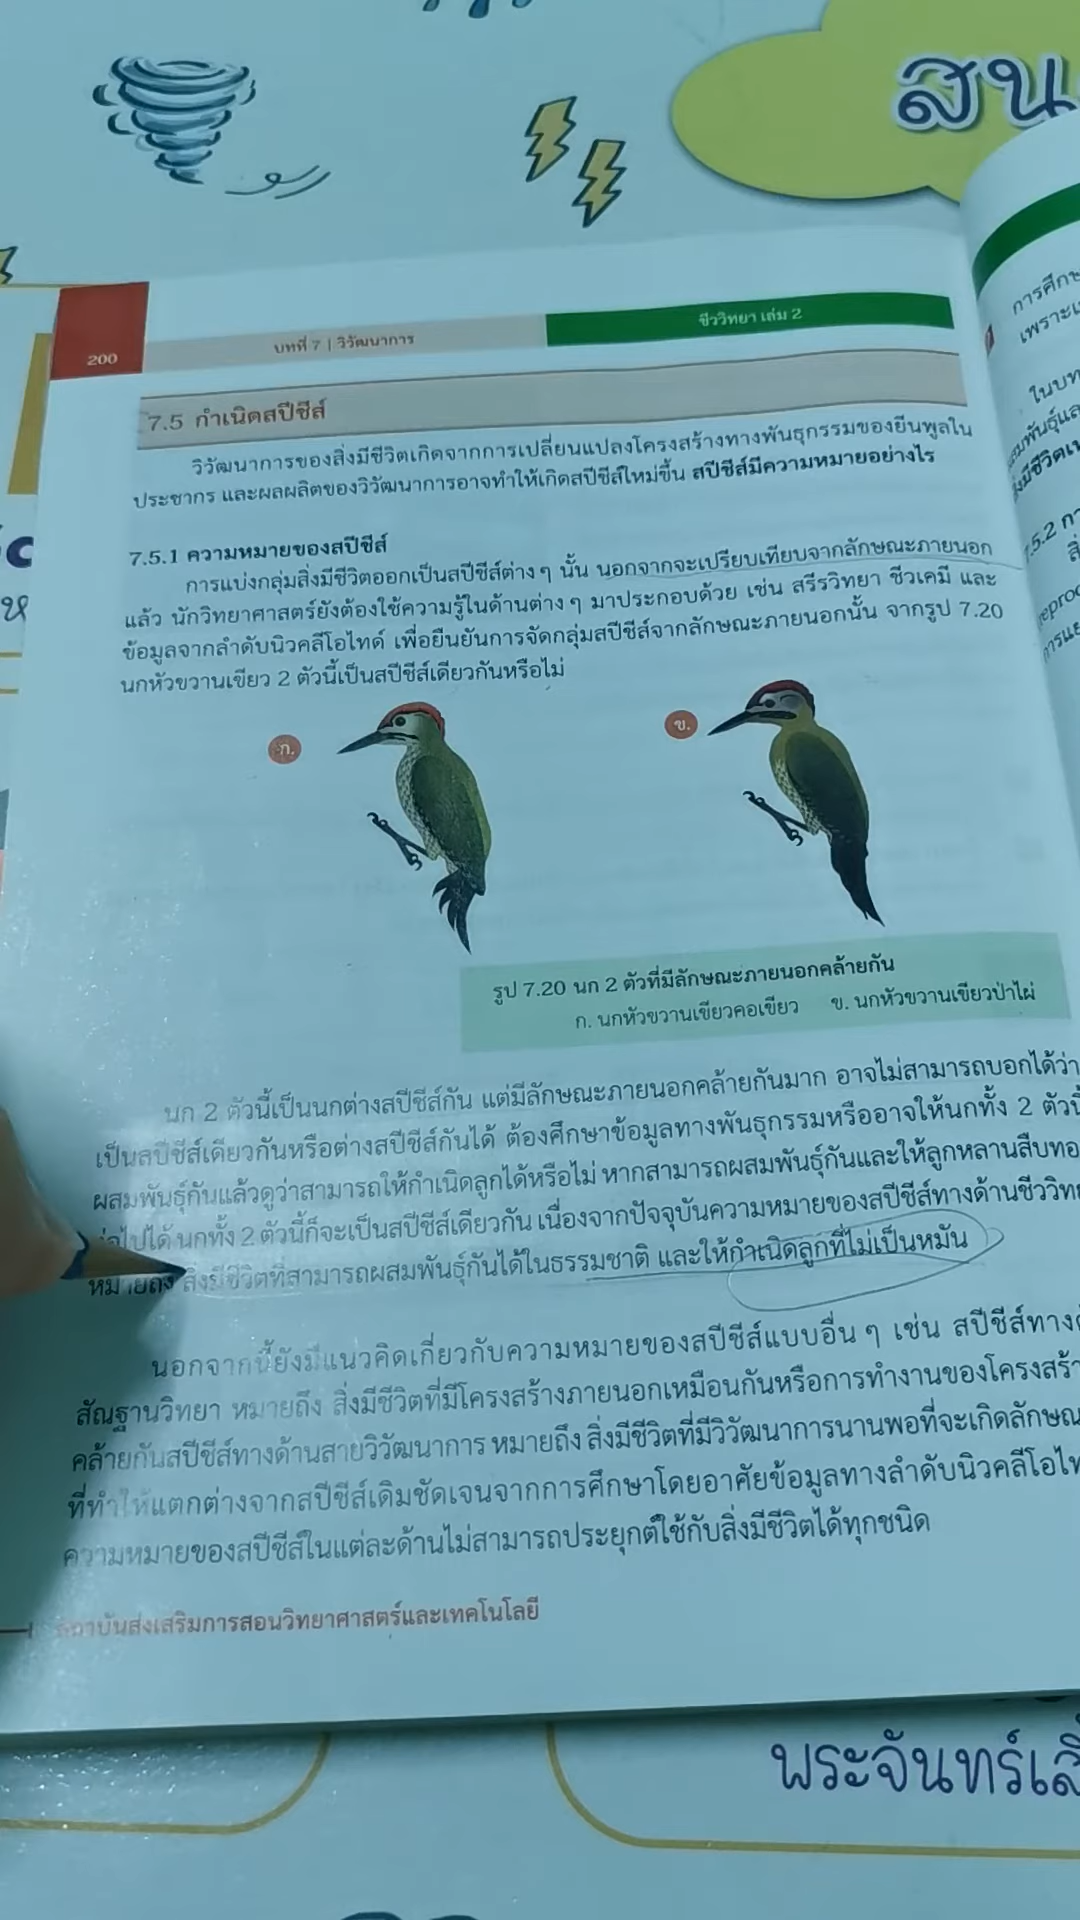 สน
200
บทที่ 7 | วิวัฒนาการ
ชีววิทยา เล่ม 2
7.5 กำเนิดสปีชีส์
วิวัฒนาการของสิ่งมีชีวิตเกิดจากการเปลี่ยนแปลงโครงสร้างทางพันธุกรรมของยีนพูลใน
ประชากร และผลผลิตของวิวัฒนาการอาจทำให้เกิดสปีชีส์ใหม่ขึ้น สปีชีส์มีความหมายอย่างไร
7.5.1 ความหมายของสปีชีส์
การแบ่งกลุ่มสิ่งมีชีวิตออกเป็นสปีชีส์ต่าง ๆ นั้น นอกจากจะเปรียบเทียบจากลักษณะภายนอก
แล้ว นักวิทยาศาสตร์ยังต้องใช้ความรู้ในด้านต่าง ๆ มาประกอบด้วย เช่น สรีรวิทยา ชีวเคมี และ
ข้อมูลจากลำดับนิวคลีโอไทด์ เพื่อยืนยันการจัดกลุ่มสปีชีส์จากลักษณะภายนอกนั้น จากรูป 7.20
นกหัวขวานเขียว 2 ตัวนี้เป็นสปีชีส์เดียวกันหรือไม่
ก.
ข.
รูป 7.20 นก 2 ตัวที่มีลักษณะภายนอกคล้ายกัน
ก. นกหัวขวานเขียวคอเขียว ข. นกหัวขวานเขียวป่าไผ่
นก 2 ตัวนี้เป็นนกต่างสปีชีส์กัน แต่มีลักษณะภายนอกคล้ายกันมาก อาจไม่สามารถบอกได้ว่า
เป็นสปีชีส์เดียวกันหรือต่างสปีชีส์กันได้ ต้องศึกษาข้อมูลทางพันธุกรรมหรืออาจให้นกทั้ง 2 ตัวนี้
ผสมพันธุ์กันแล้วดูว่าสามารถให้กำเนิดลูกได้หรือไม่ หากสามารถผสมพันธุ์กันและให้ลูกหลานสืบทอ
ต่อไปได้ นกทั้ง 2 ตัวนี้ก็จะเป็นสปีชีส์เดียวกัน เนื่องจากปัจจุบันความหมายของสปีชีส์ทางด้านชีววิทย
หมายถึง สิ่งมีชีวิตที่สามารถผสมพันธุ์กันได้ในธรรมชาติ และให้กำเนิดลูกที่ไม่เป็นหมัน
นอกจากนี้ยังมีแนวคิดเกี่ยวกับความหมายของสปีชีส์แบบอื่น ๆ เช่น สปีชีส์ทาง
สัณฐานวิทยา หมายถึง สิ่งมีชีวิตที่มีโครงสร้างภายนอกเหมือนกันหรือการทำงานของโครงสร้า
คล้ายกันสปีชีส์ทางด้านสายวิวัฒนาการ หมายถึง สิ่งมีชีวิตที่มีวิวัฒนาการนานพอที่จะเกิดลักษณ
ที่ทำให้แตกต่างจากสปีชีส์เดิมชัดเจนจากการศึกษาโดยอาศัยข้อมูลทางลำดับนิวคลีโอไท
ความหมายของสปีชีส์ในแต่ละด้านไม่สามารถประยุกต์ใช้กับสิ่งมีชีวิตได้ทุกชนิด
สถาบันส่งเสริมการสอนวิทยาศาสตร์และเทคโนโลยี
การศึกษ
เพราะเ
ในบท
พระจันทร์เสี้